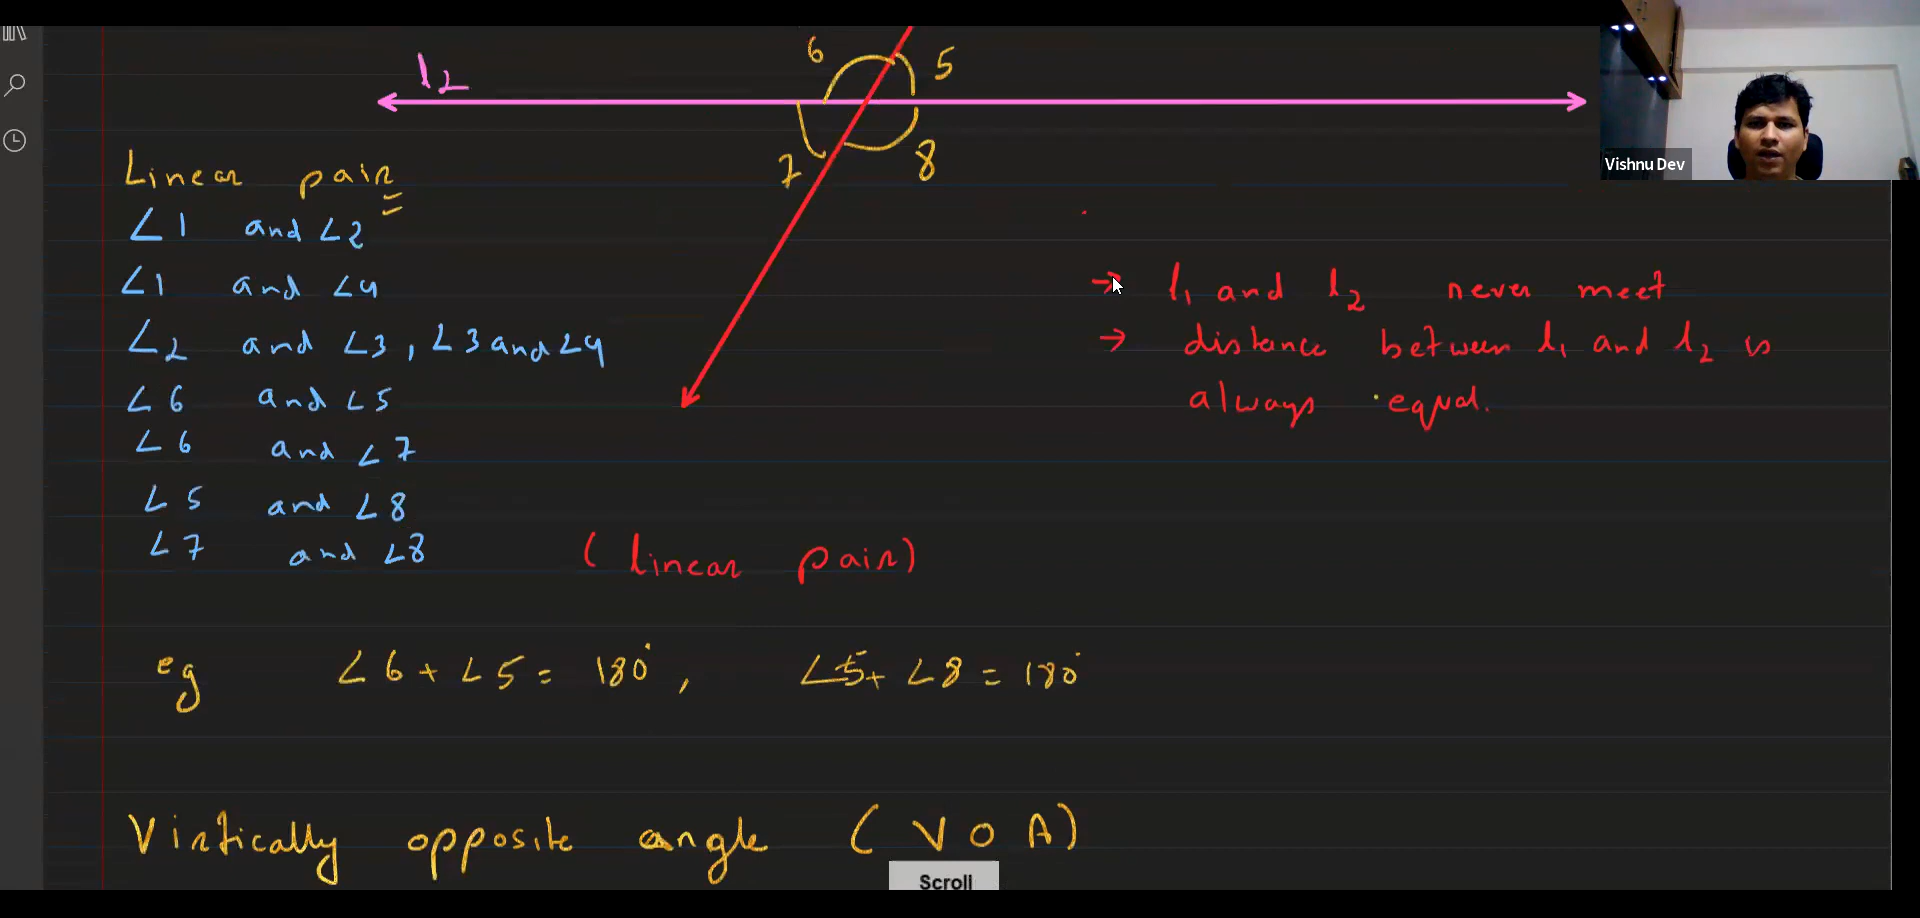 6 5
l2
7 8
Vishnu Dev
Linear pair
∠1 and ∠2
∠1 and ∠4
∠2 and ∠3, ∠3 and ∠4
∠6 and ∠5
∠6 and ∠7
∠5 and ∠8
∠7 and ∠8
→ l1 and l2 never meet
→ distance between l1 and l2 is
always equal.
(linear pair)
eg ∠6 + ∠5 = 180°, ∠5 + ∠8 = 180°
Virtically opposite angle (VOA)
Scroll